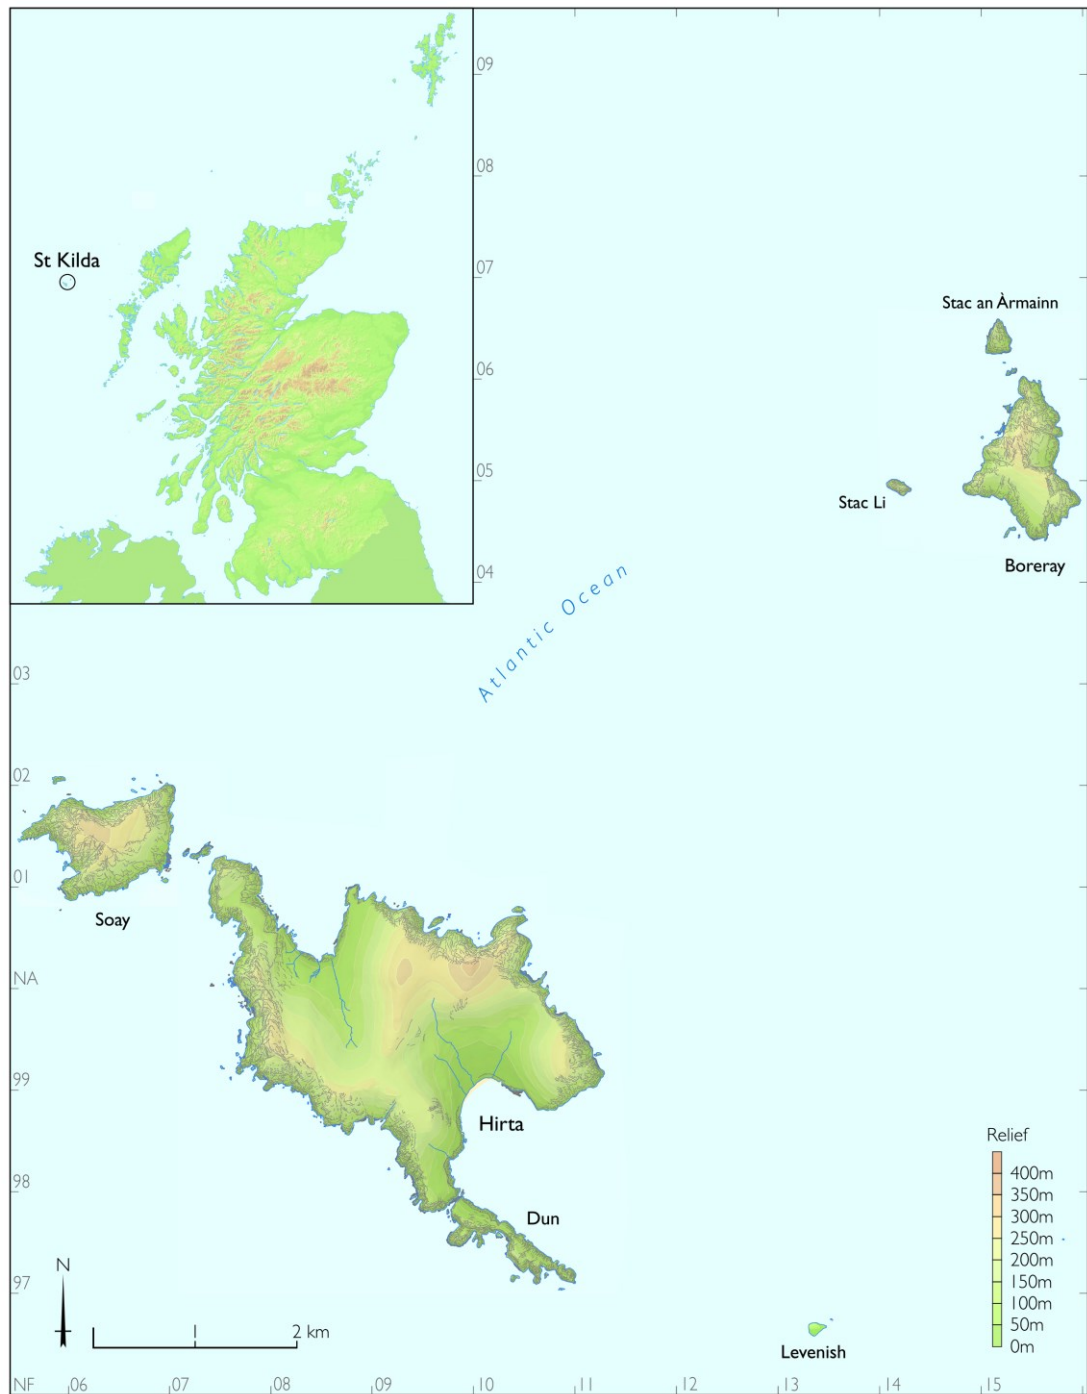 09
08
St Kilda
07
Stac an Àrmainn
06
05
Stac Li
Boreray
04
Atlantic Ocean
03
02
01
Soay
NA
99
Hirta
Relief
400m
350m
300m
250m
200m
150m
100m
50m
0m
98
Dun
N
97
1
2 km
Levenish
NF
06
07
08
09
10
11
12
13
14
15